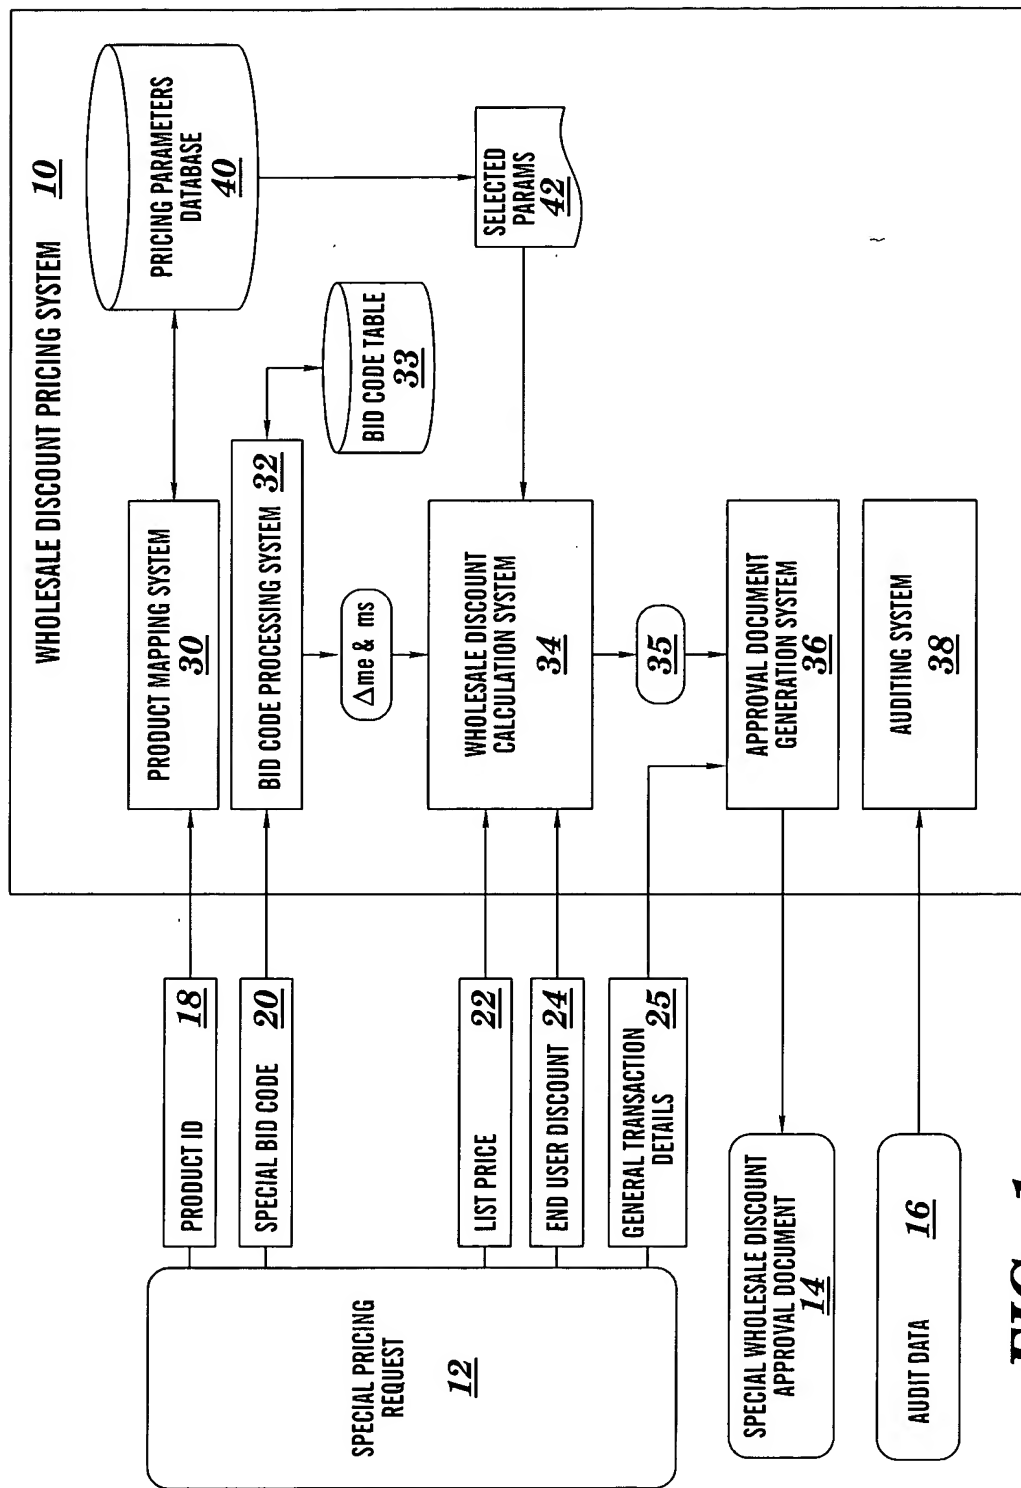 WHOLESALE DISCOUNT PRICING SYSTEM 10
SPECIAL PRICING
REQUEST
12
PRODUCT ID 18
SPECIAL BID CODE 20
LIST PRICE 22
END USER DISCOUNT 24
GENERAL TRANSACTION
DETAILS 25
PRODUCT MAPPING SYSTEM
30
BID CODE PROCESSING SYSTEM 32
Δme & ms
WHOLESALE DISCOUNT
CALCULATION SYSTEM
34
35
APPROVAL DOCUMENT
GENERATION SYSTEM
36
AUDITING SYSTEM
38
PRICING PARAMETERS
DATABASE
40
BID CODE TABLE
33
SELECTED
PARAMS
42
SPECIAL WHOLESALE DISCOUNT
APPROVAL DOCUMENT
14
AUDIT DATA 16